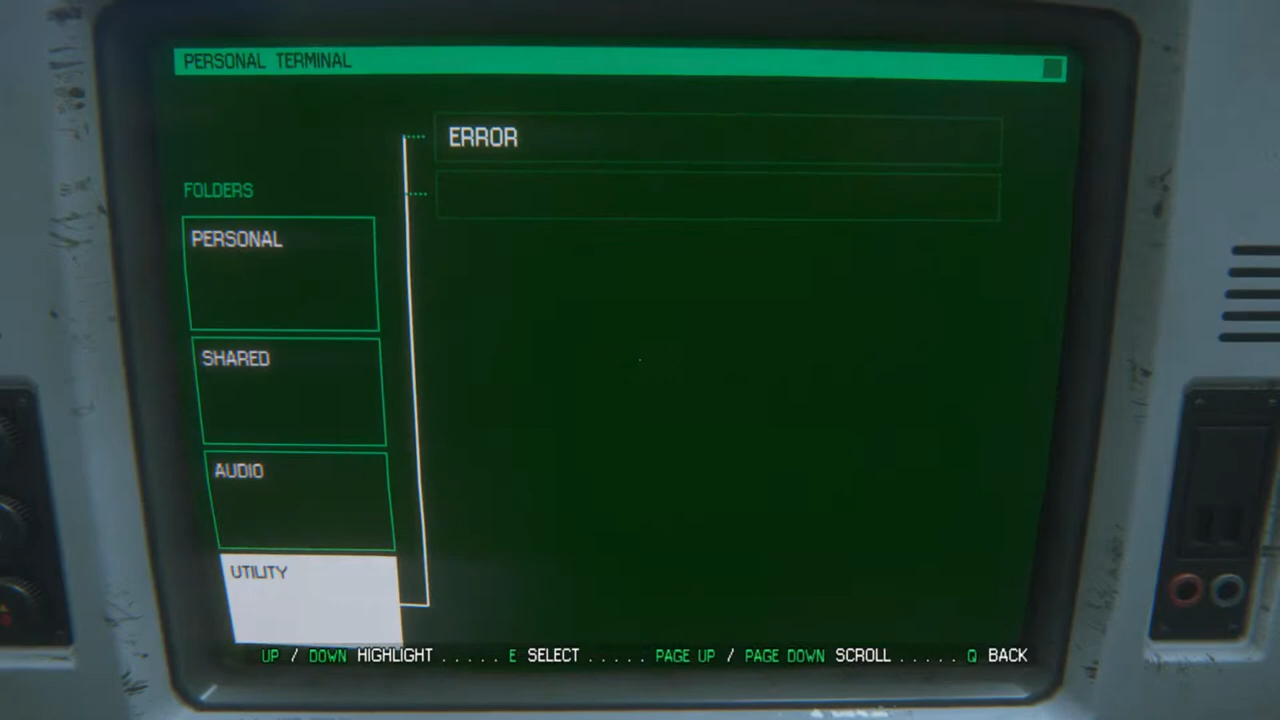 PERSONAL TERMINAL
ERROR
FOLDERS
PERSONAL
SHARED
AUDIO
UTILITY
UP / DOWN HIGHLIGHT ..... E SELECT ..... PAGE UP / PAGE DOWN SCROLL ..... Q BACK